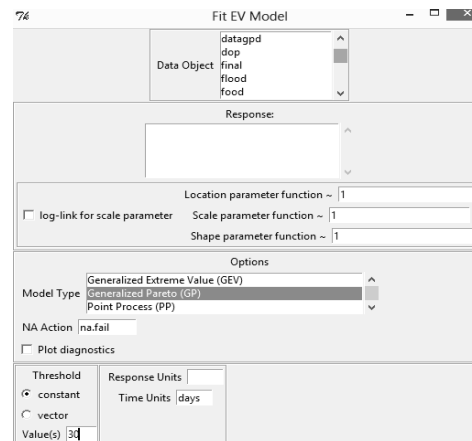 Fit EV Model
datagpd
dop
Data Object final
flood
food
Response:
Location parameter function ~ 1
log-link for scale parameter Scale parameter function ~ 1
Shape parameter function ~ 1
Options
Generalized Extreme Value (GEV)
Model Type Generalized Pareto (GP)
Point Process (PP)
NA Action na.fail
Plot diagnostics
Threshold
constant
vector
Value(s) 30
Response Units
Time Units days